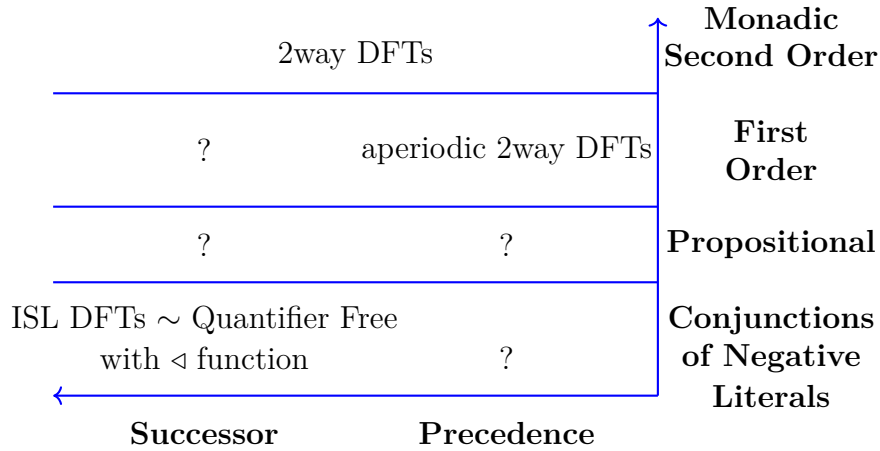 2way DFTs
Monadic
Second Order
?
aperiodic 2way DFTs
First
Order
?
?
Propositional
ISL DFTs ∼ Quantifier Free
with ◃ function
?
Conjunctions
of Negative
Literals
Successor
Precedence